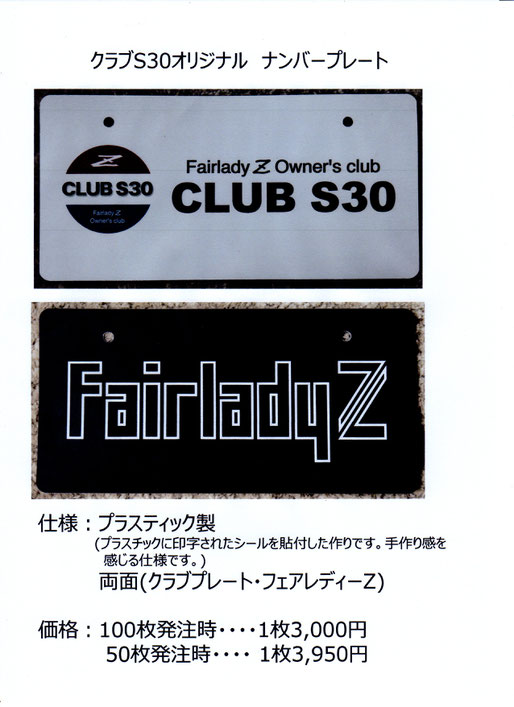 クラブS30オリジナル　ナンバープレート
Z
CLUB S30
Fairlady Z
Owner's club
Fairlady Z Owner's club
CLUB S30
Fairlady Z
仕様：プラスティック製
(プラスチックに印字されたシールを貼付した作りです。手作り感を
感じる仕様です。)
両面(クラブプレート・フェアレディーZ)
価格：100枚発注時・・・・1枚3,000円
50枚発注時・・・・ 1枚3,950円